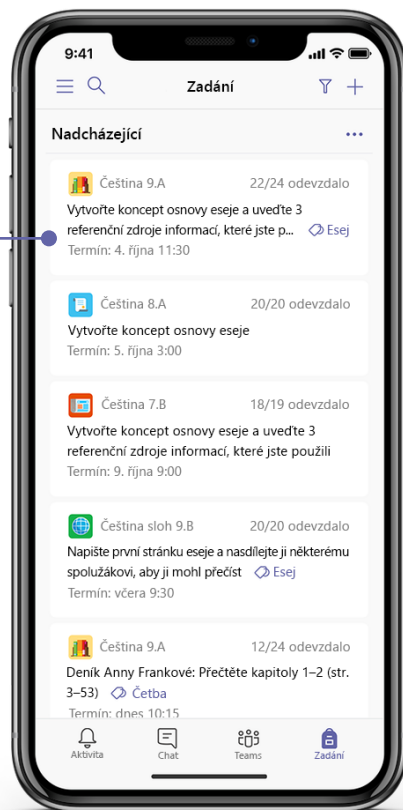 9:41
Zadání
Nadcházející
Čeština 9.A 22/24 odevzdalo
Vytvořte koncept osnovy eseje a uveďte 3
referenční zdroje informací, které jste p... Esej
Termín: 4. října 11:30
Čeština 8.A 20/20 odevzdalo
Vytvořte koncept osnovy eseje
Termín: 5. října 3:00
Čeština 7.B 18/19 odevzdalo
Vytvořte koncept osnovy eseje a uveďte 3
referenční zdroje informací, které jste použili
Termín: 9. října 9:00
Čeština sloh 9.B 20/20 odevzdalo
Napište první stránku eseje a nasdílejte ji některému
spolužákovi, aby ji mohl přečíst Esej
Termín: včera 9:30
Čeština 9.A 12/24 odevzdalo
Deník Anny Frankové: Přečtěte kapitoly 1–2 (str.
3–53) Četba
Termín: dnes 10:15
Aktivita Chat Teams Zadání